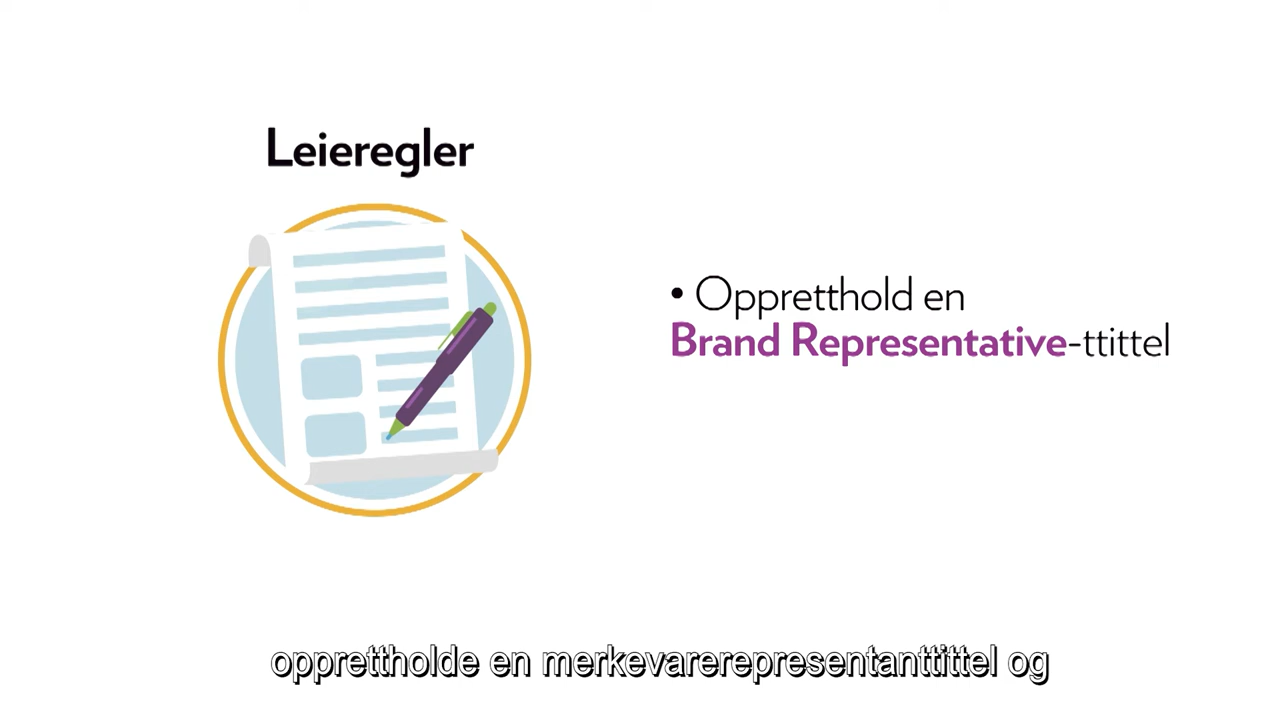 Leieregler
• Oppretthold en
Brand Representative-ttittel
opprettholde en merkevarerepresentanttittel og